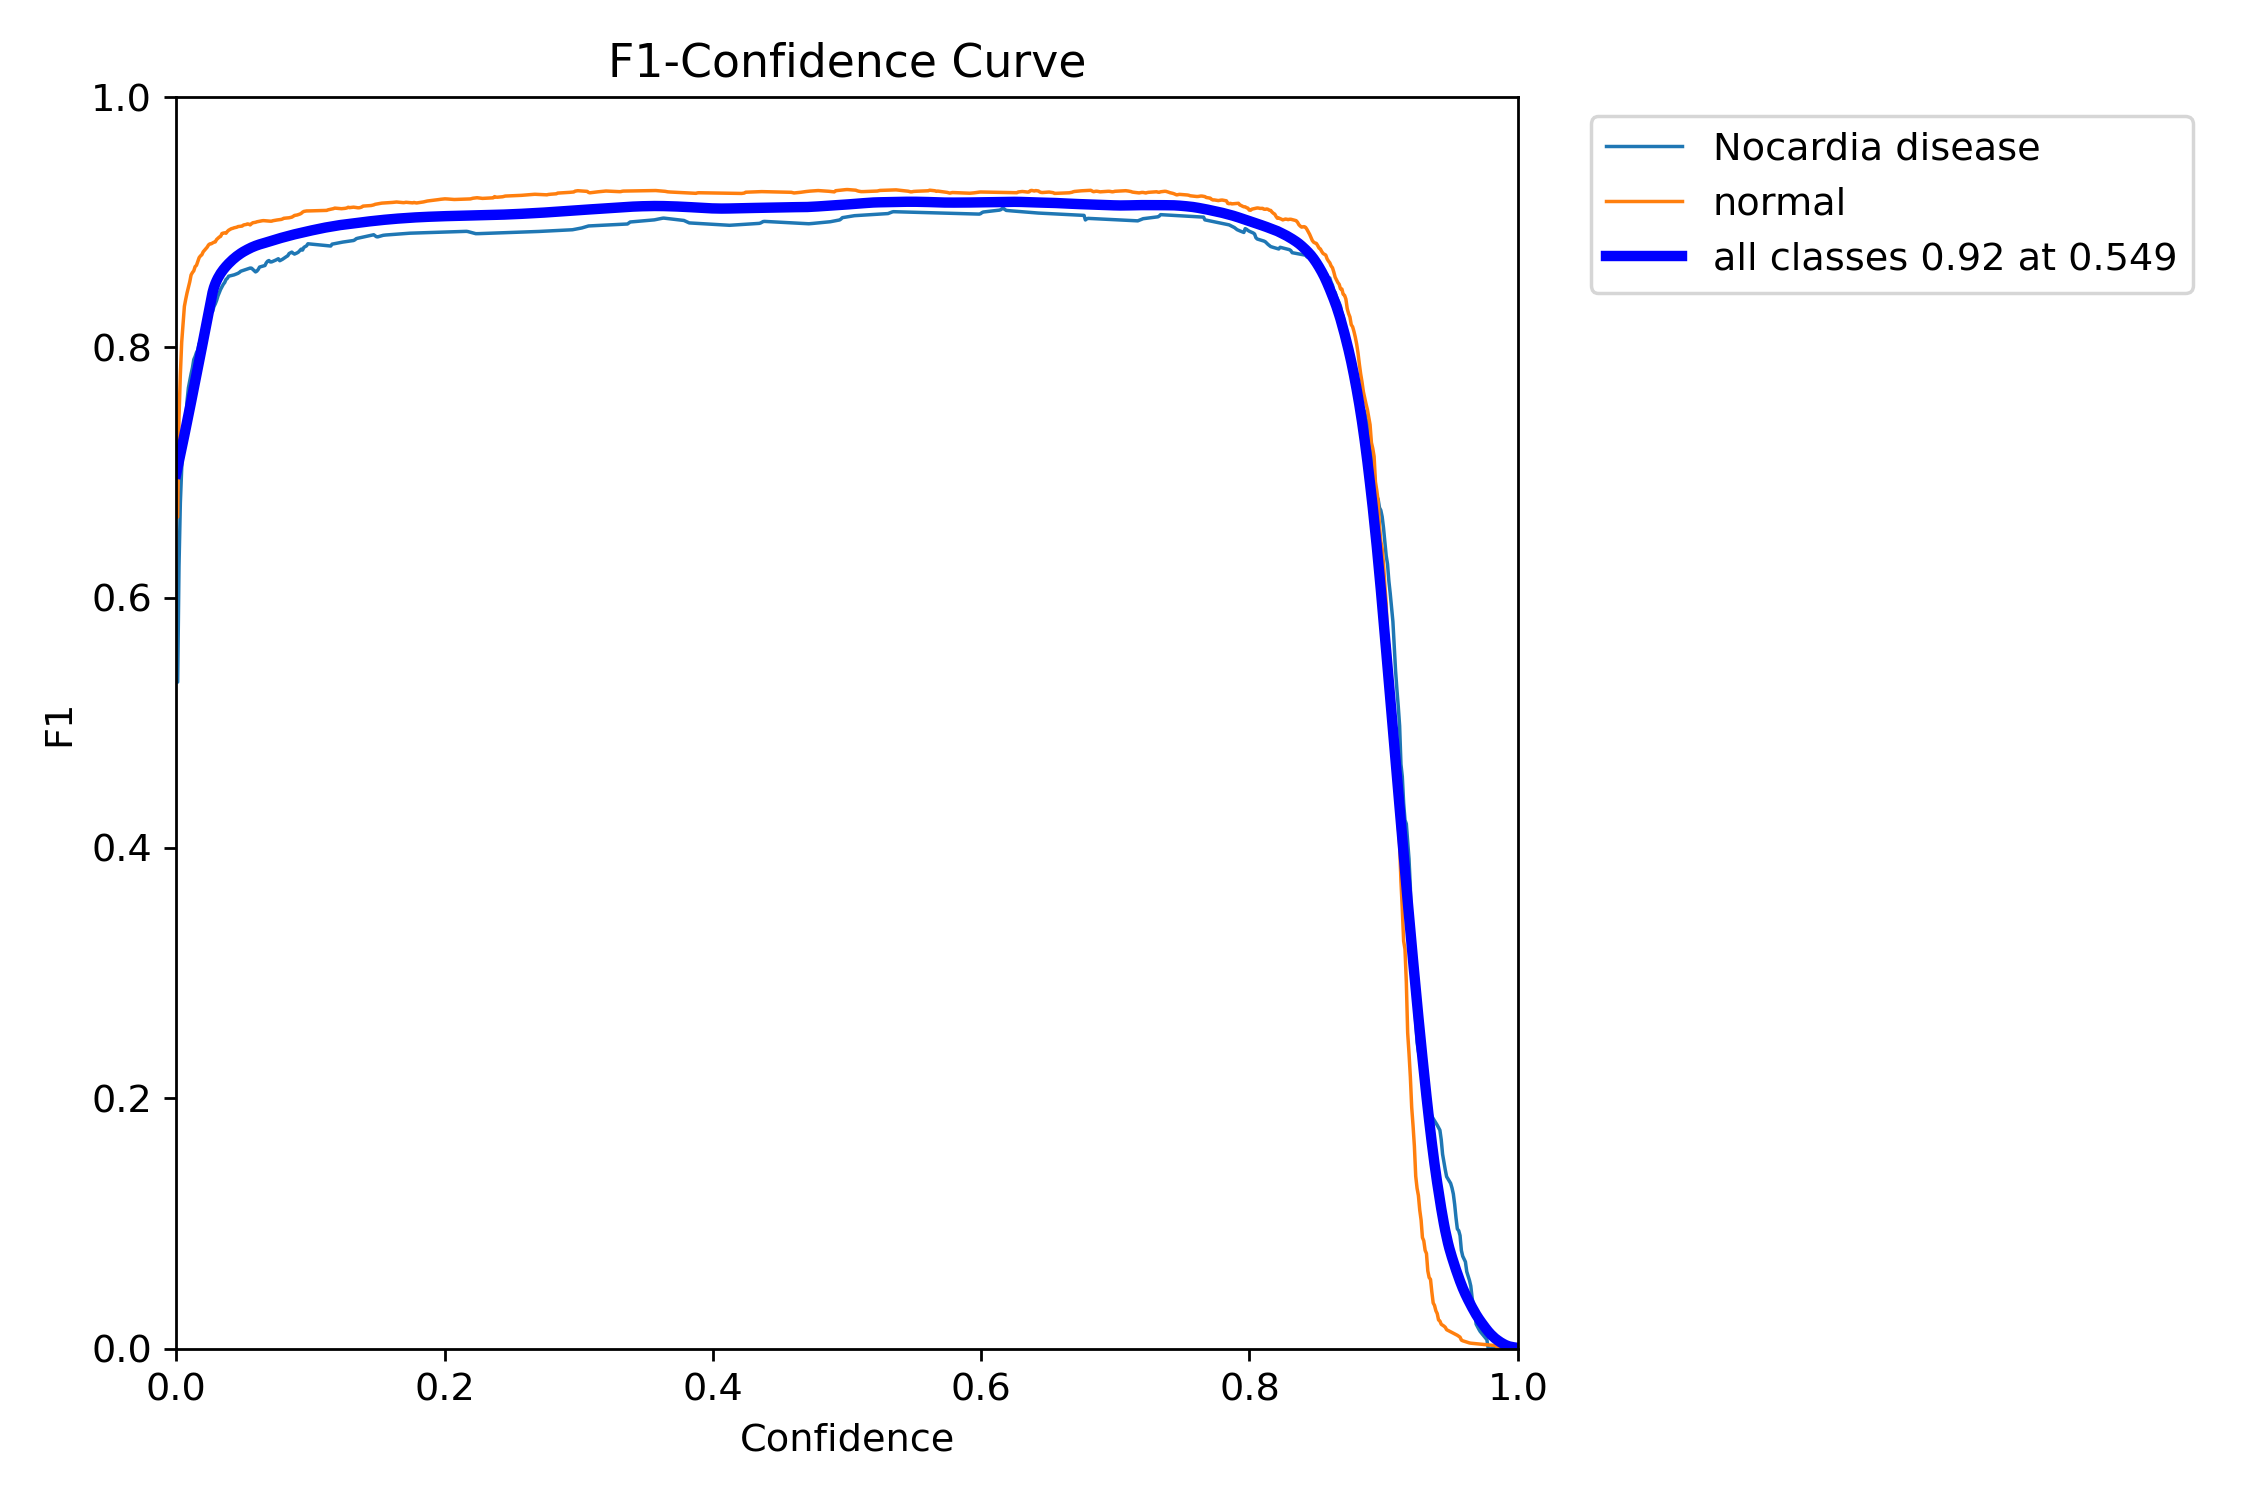 F1-Confidence Curve
Nocardia disease
normal
all classes 0.92 at 0.549
1.0
0.8
0.6
0.4
0.2
0.0
F1
0.0 0.2 0.4 0.6 0.8 1.0
Confidence